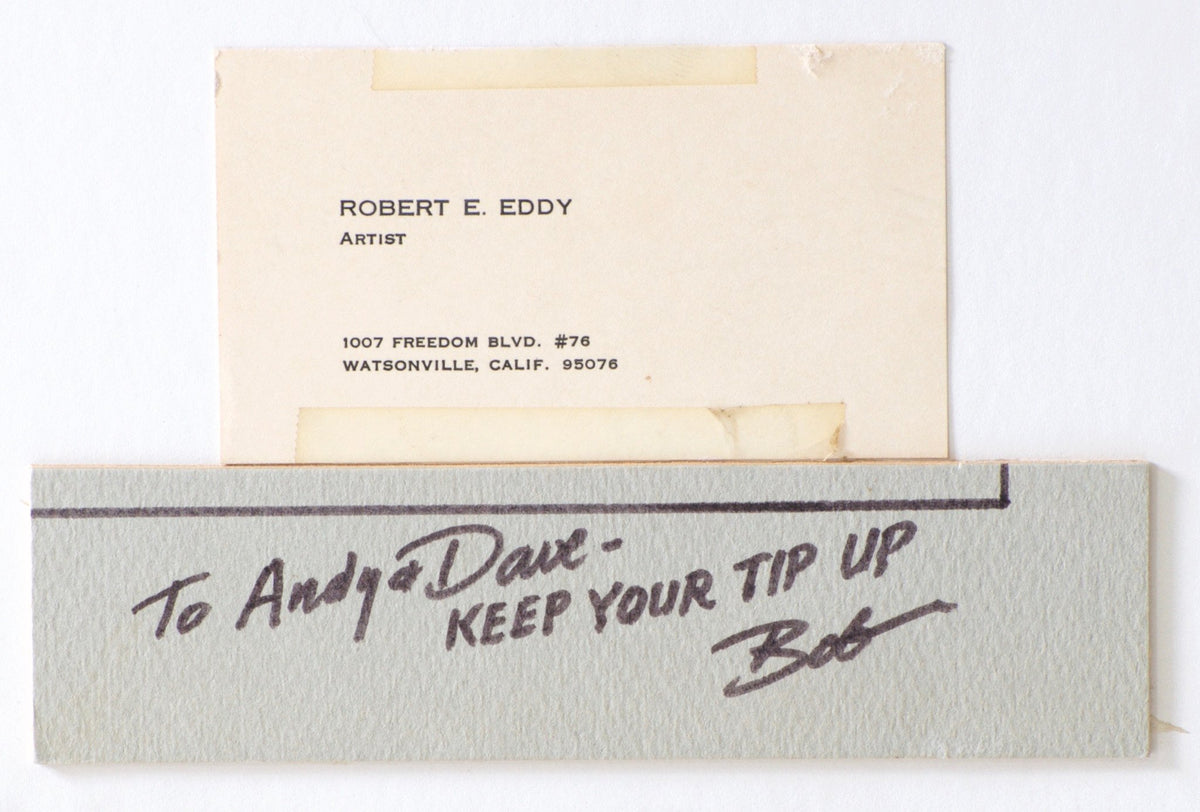 ROBERT E. EDDY
ARTIST
1007 FREEDOM BLVD. #76
WATSONVILLE, CALIF. 95076
To Andy & Dave-
KEEP YOUR TIP UP
Bob